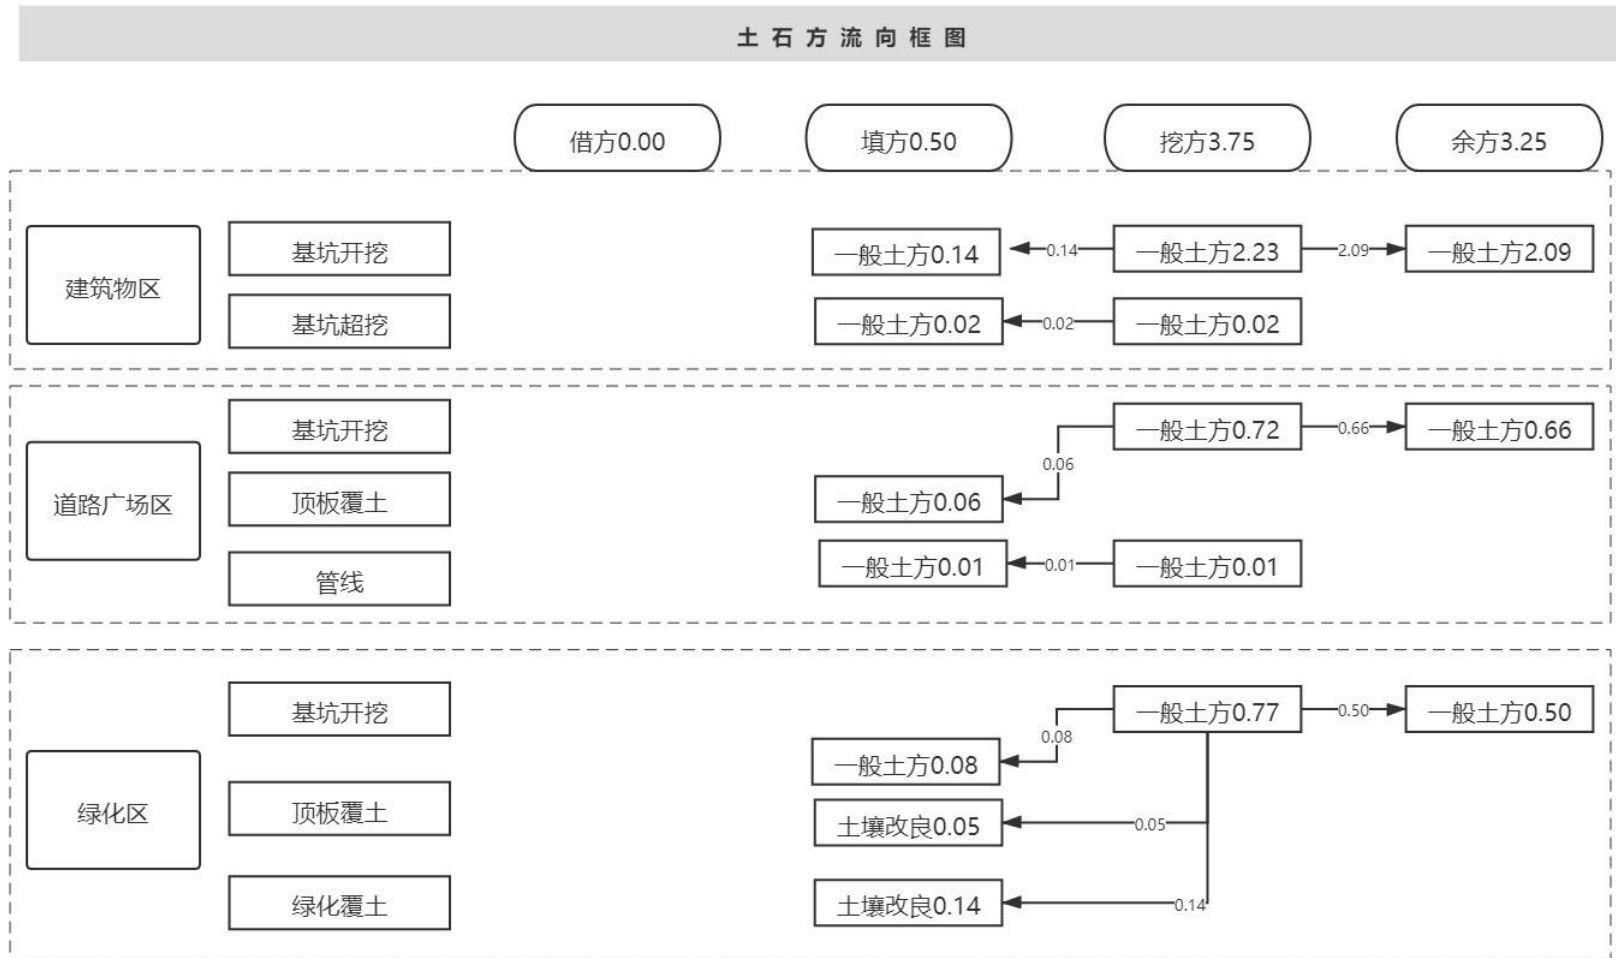 土石方流向框图
借方0.00
填方0.50
挖方3.75
余方3.25
建筑物区
基坑开挖
一般土方0.14
0.14
一般土方2.23
2.09
一般土方2.09
基坑超挖
一般土方0.02
0.02
一般土方0.02
道路广场区
基坑开挖
一般土方0.72
0.66
一般土方0.66
0.06
顶板覆土
一般土方0.06
管线
一般土方0.01
0.01
一般土方0.01
绿化区
基坑开挖
一般土方0.77
0.50
一般土方0.50
0.08
一般土方0.08
顶板覆土
土壤改良0.05
0.05
绿化覆土
土壤改良0.14
0.14